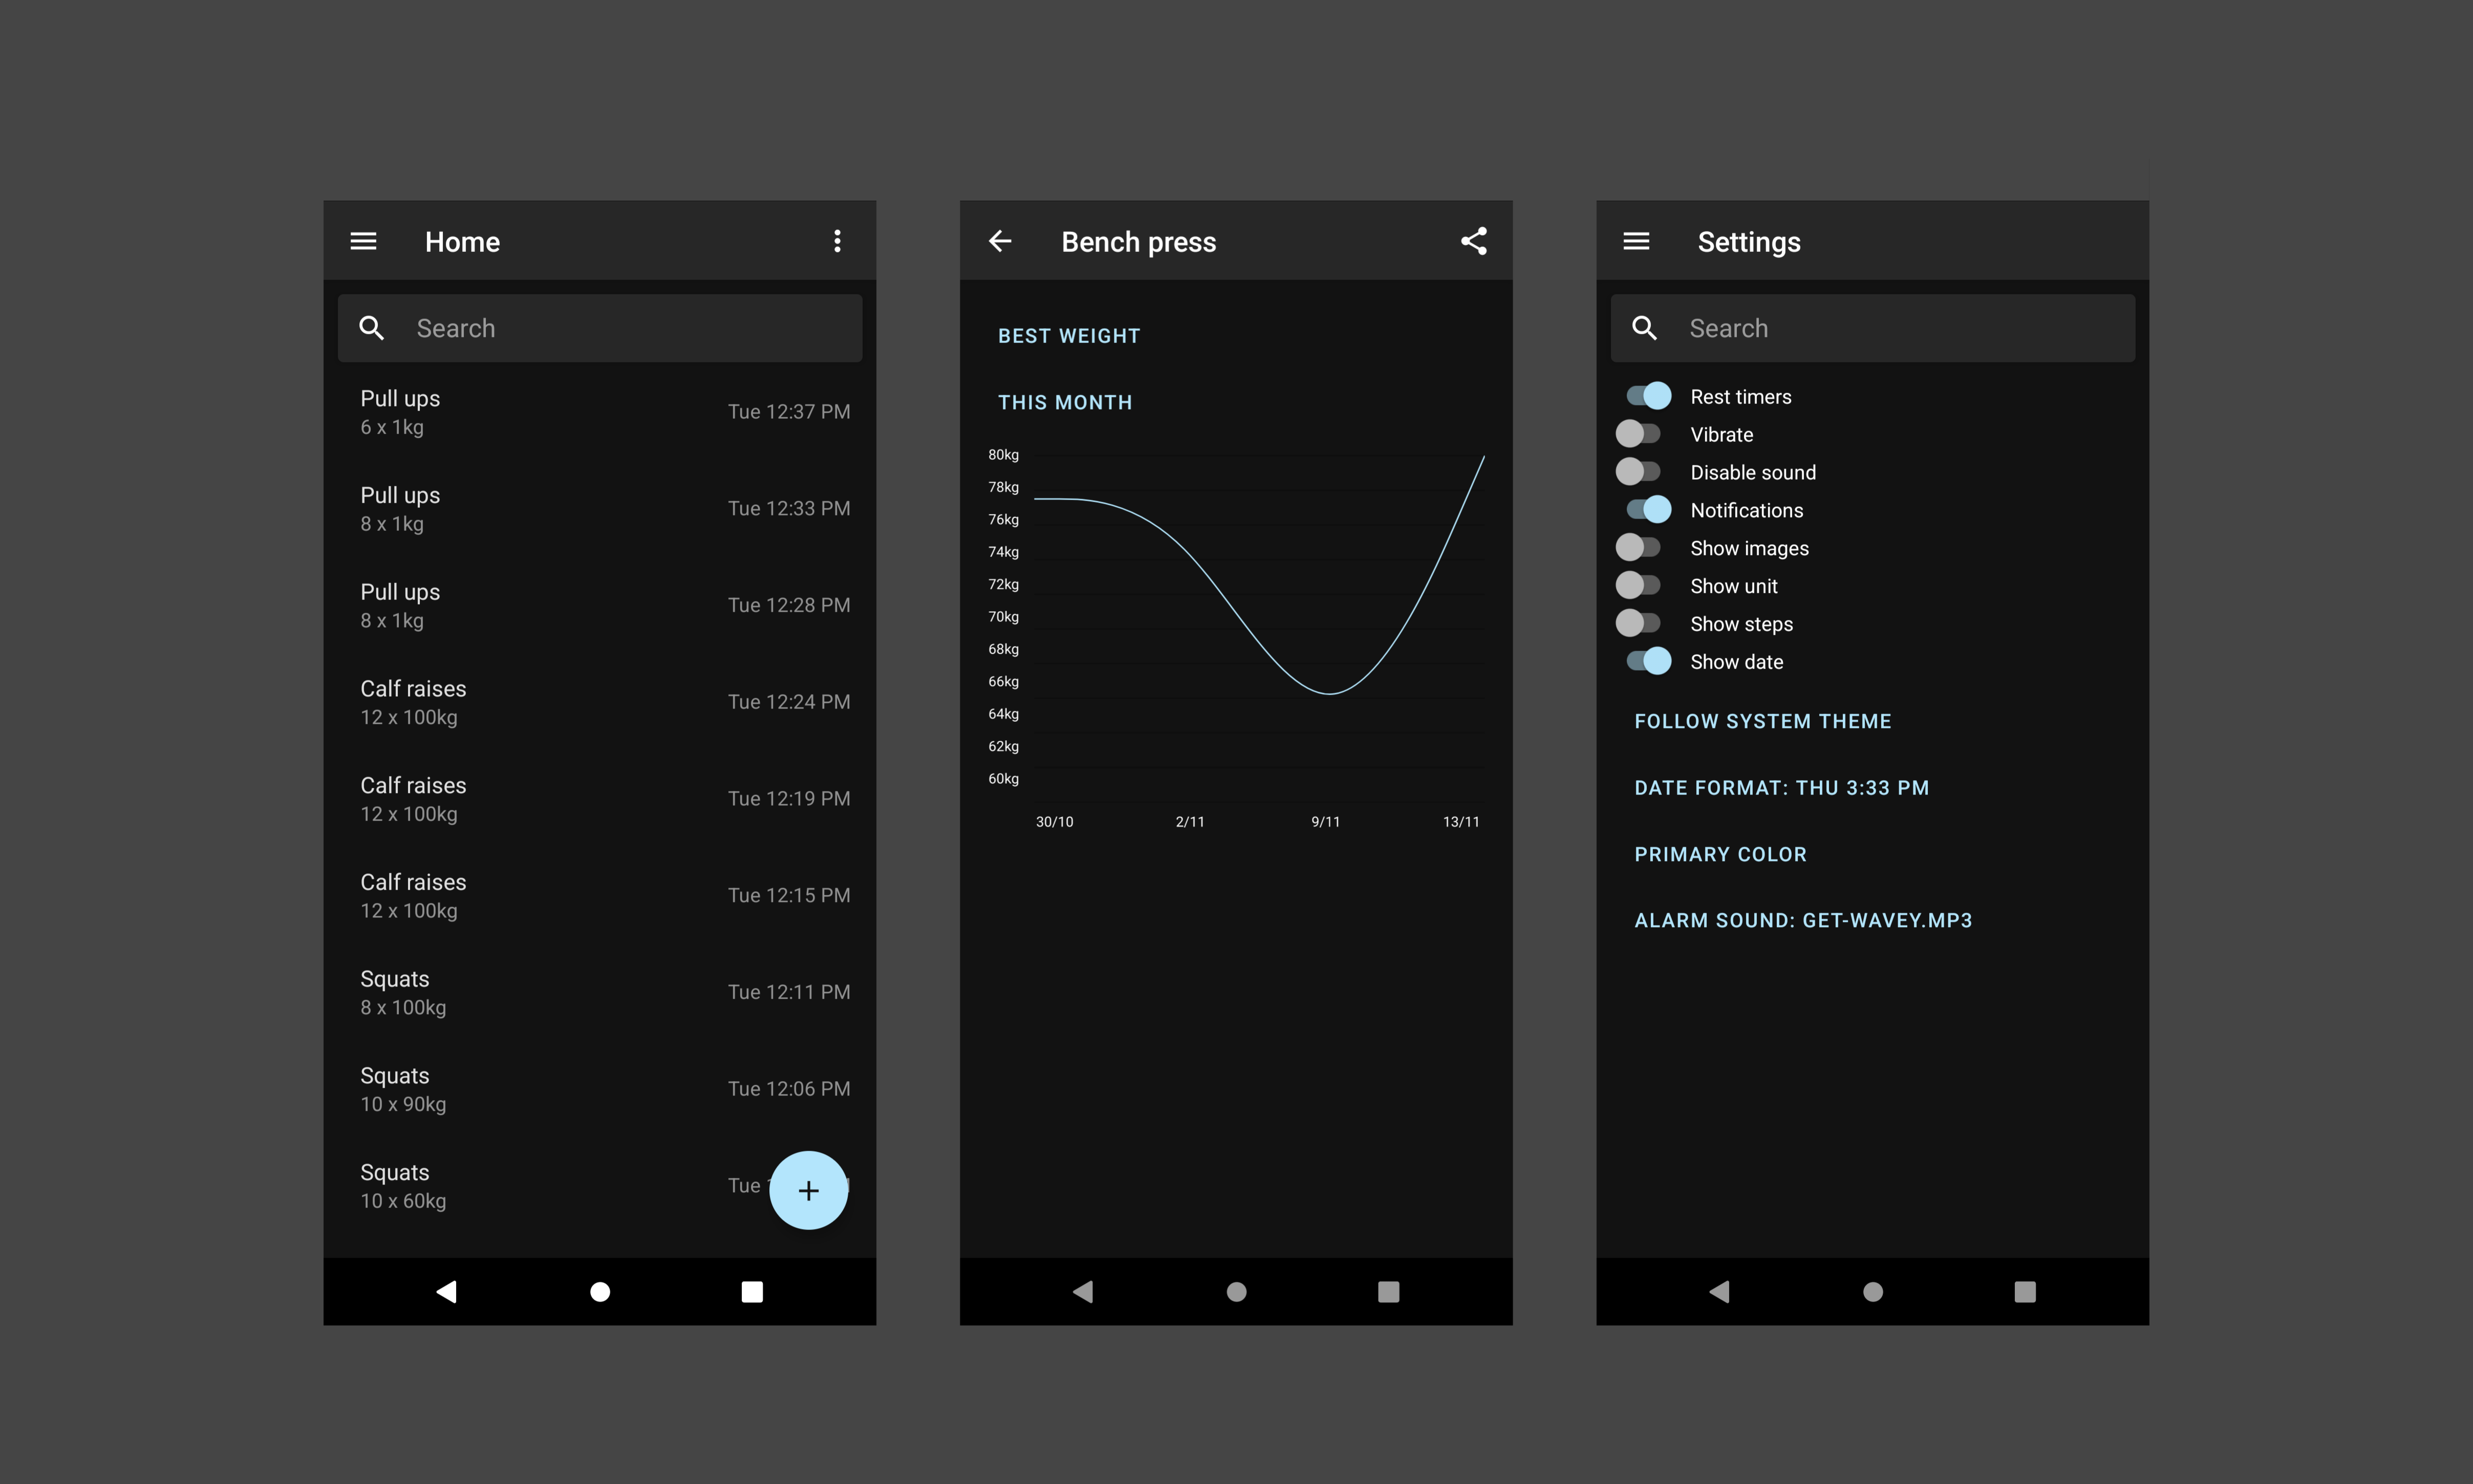 Home
Search
Pull ups
6 x 1kg
Tue 12:37 PM
Pull ups
8 x 1kg
Tue 12:33 PM
Pull ups
8 x 1kg
Tue 12:28 PM
Calf raises
12 x 100kg
Tue 12:24 PM
Calf raises
12 x 100kg
Tue 12:19 PM
Calf raises
12 x 100kg
Tue 12:15 PM
Squats
8 x 100kg
Tue 12:11 PM
Squats
10 x 90kg
Tue 12:06 PM
Squats
10 x 60kg
Tue
Bench press
BEST WEIGHT
THIS MONTH
80kg
78kg
76kg
74kg
72kg
70kg
68kg
66kg
64kg
62kg
60kg
30/10 2/11 9/11 13/11
Settings
Search
Rest timers
Vibrate
Disable sound
Notifications
Show images
Show unit
Show steps
Show date
FOLLOW SYSTEM THEME
DATE FORMAT: THU 3:33 PM
PRIMARY COLOR
ALARM SOUND: GET-WAVEY.MP3